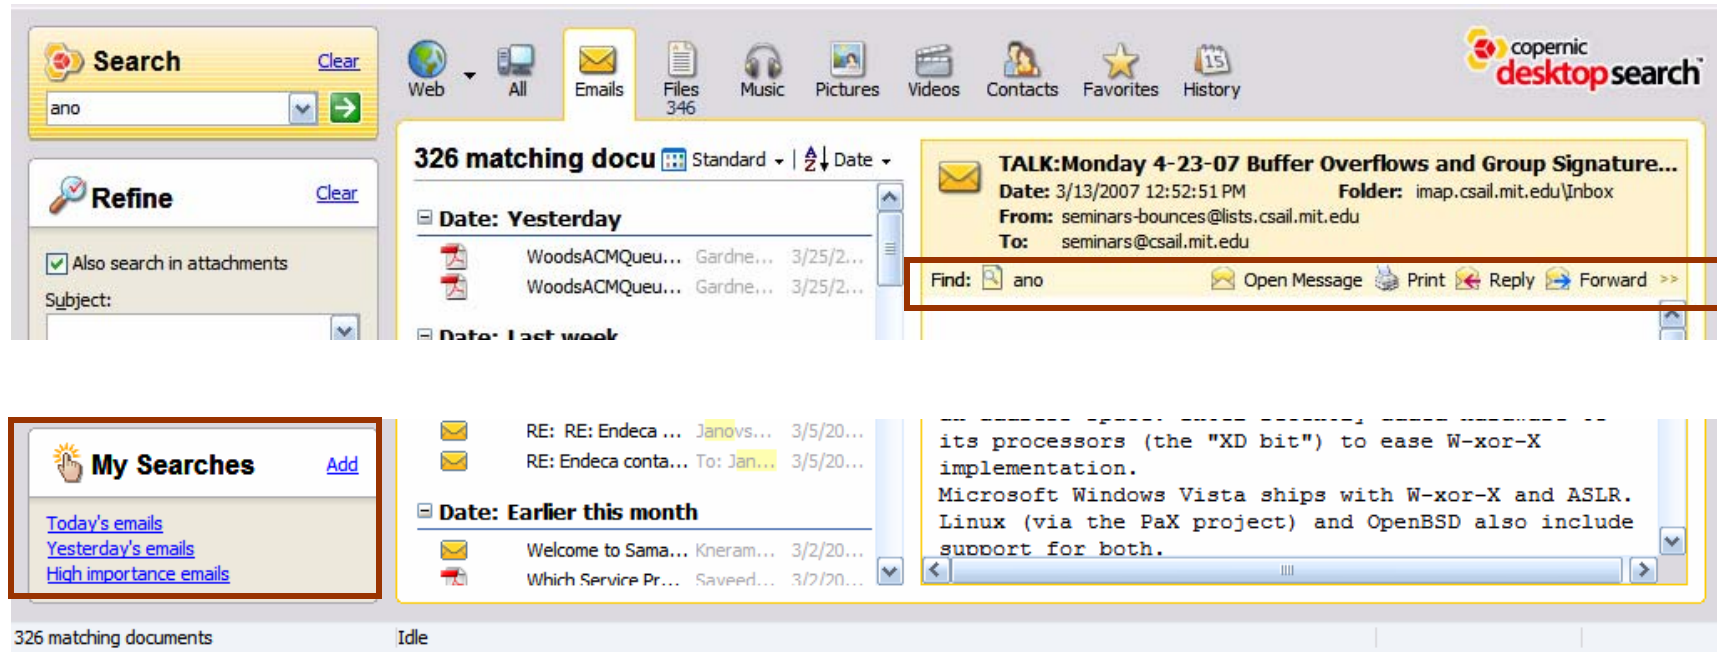 Search Clear
ano
Refine Clear
Also search in attachments
Subject:
Web All Emails Files Music Pictures Videos Contacts Favorites History
346
15
copernic
desktop search
326 matching docu Standard | A Z Date
Date: Yesterday
WoodsACMQueu... Gardne... 3/25/2...
WoodsACMQueu... Gardne... 3/25/2...
Date: Last week
TALK:Monday 4-23-07 Buffer Overflows and Group Signature...
Date: 3/13/2007 12:52:51 PM Folder: imap.csail.mit.edu\Inbox
From: seminars-bounces@lists.csail.mit.edu
To: seminars@csail.mit.edu
Find: ano Open Message Print Reply Forward >>
My Searches Add
Today's emails
Yesterday's emails
High importance emails
RE: RE: Endeca ... Janovs... 3/5/20...
RE: Endeca conta... To: Jan... 3/5/20...
Date: Earlier this month
Welcome to Sama... Kneram... 3/2/20...
Which Service Pr... Sayeed... 3/2/20...
its processors (the "XD bit") to ease W-xor-X
implementation.
Microsoft Windows Vista ships with W-xor-X and ASLR.
Linux (via the PaX project) and OpenBSD also include
support for both.
326 matching documents Idle